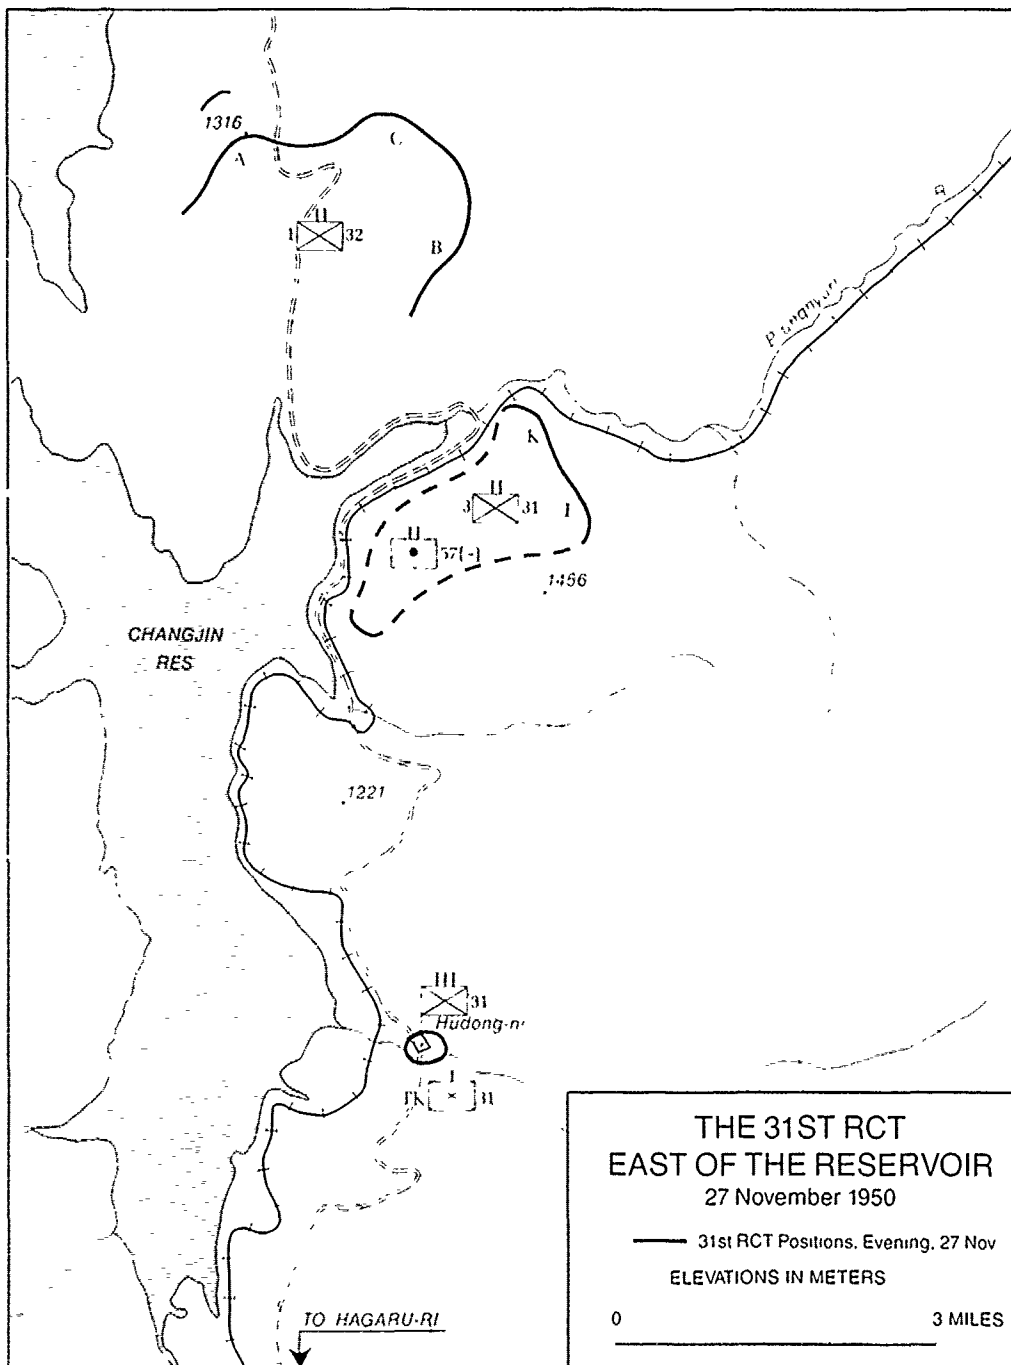 1316
A
C
B
II
1 32
R
K
II
3 31
I
II
57(-)
1456
CHANGJIN
RES
1221
III
31
Hudong-ni
I
TK 31
THE 31ST RCT
EAST OF THE RESERVOIR
27 November 1950
31st RCT Positions, Evening, 27 Nov
ELEVATIONS IN METERS
0 3 MILES
TO HAGARU-RI